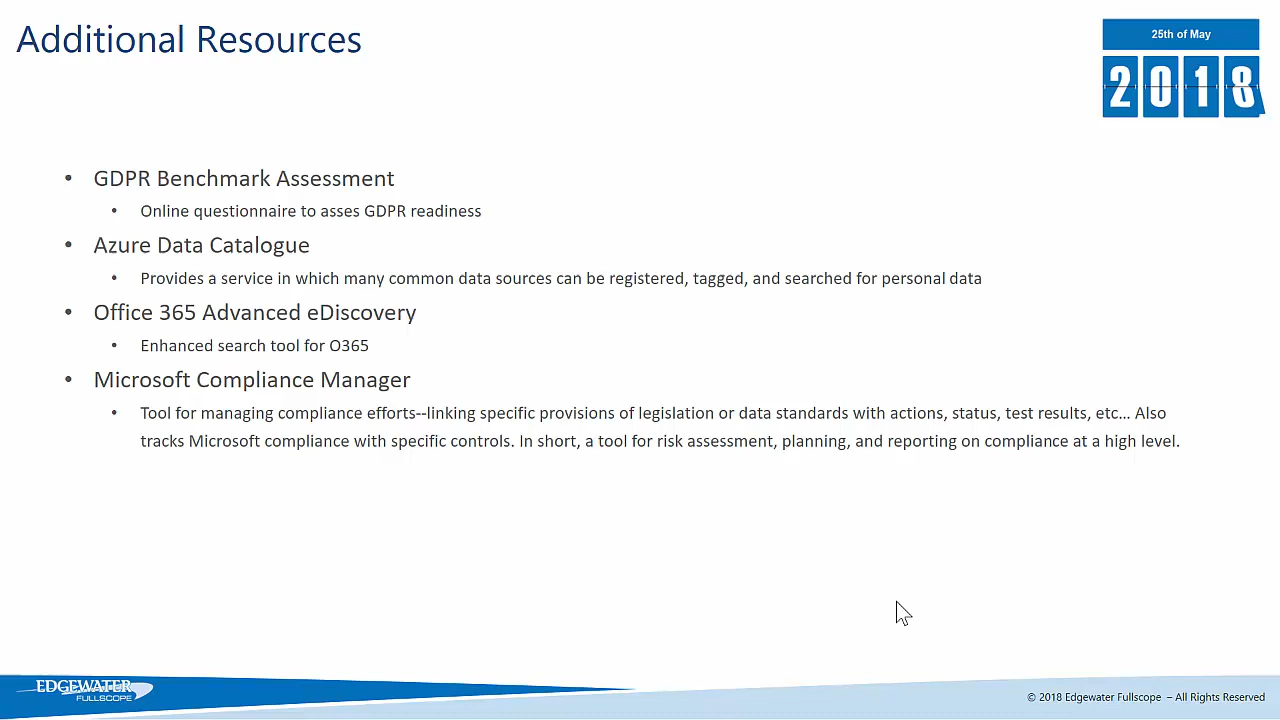 Additional Resources
25th of May
2018
• GDPR Benchmark Assessment
• Online questionnaire to asses GDPR readiness
• Azure Data Catalogue
• Provides a service in which many common data sources can be registered, tagged, and searched for personal data
• Office 365 Advanced eDiscovery
• Enhanced search tool for O365
• Microsoft Compliance Manager
• Tool for managing compliance efforts--linking specific provisions of legislation or data standards with actions, status, test results, etc… Also
tracks Microsoft compliance with specific controls. In short, a tool for risk assessment, planning, and reporting on compliance at a high level.
EDGEWATER
FULLSCOPE
© 2018 Edgewater Fullscope – All Rights Reserved